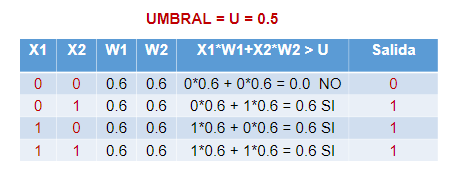 UMBRAL = U = 0.5
X1 X2 W1 W2 X1*W1+X2*W2 > U Salida
0 0 0.6 0.6 0*0.6 + 0*0.6 = 0.0 NO 0
0 1 0.6 0.6 0*0.6 + 1*0.6 = 0.6 SI 1
1 0 0.6 0.6 1*0.6 + 0*0.6 = 0.6 SI 1
1 1 0.6 0.6 1*0.6 + 1*0.6 = 0.6 SI 1